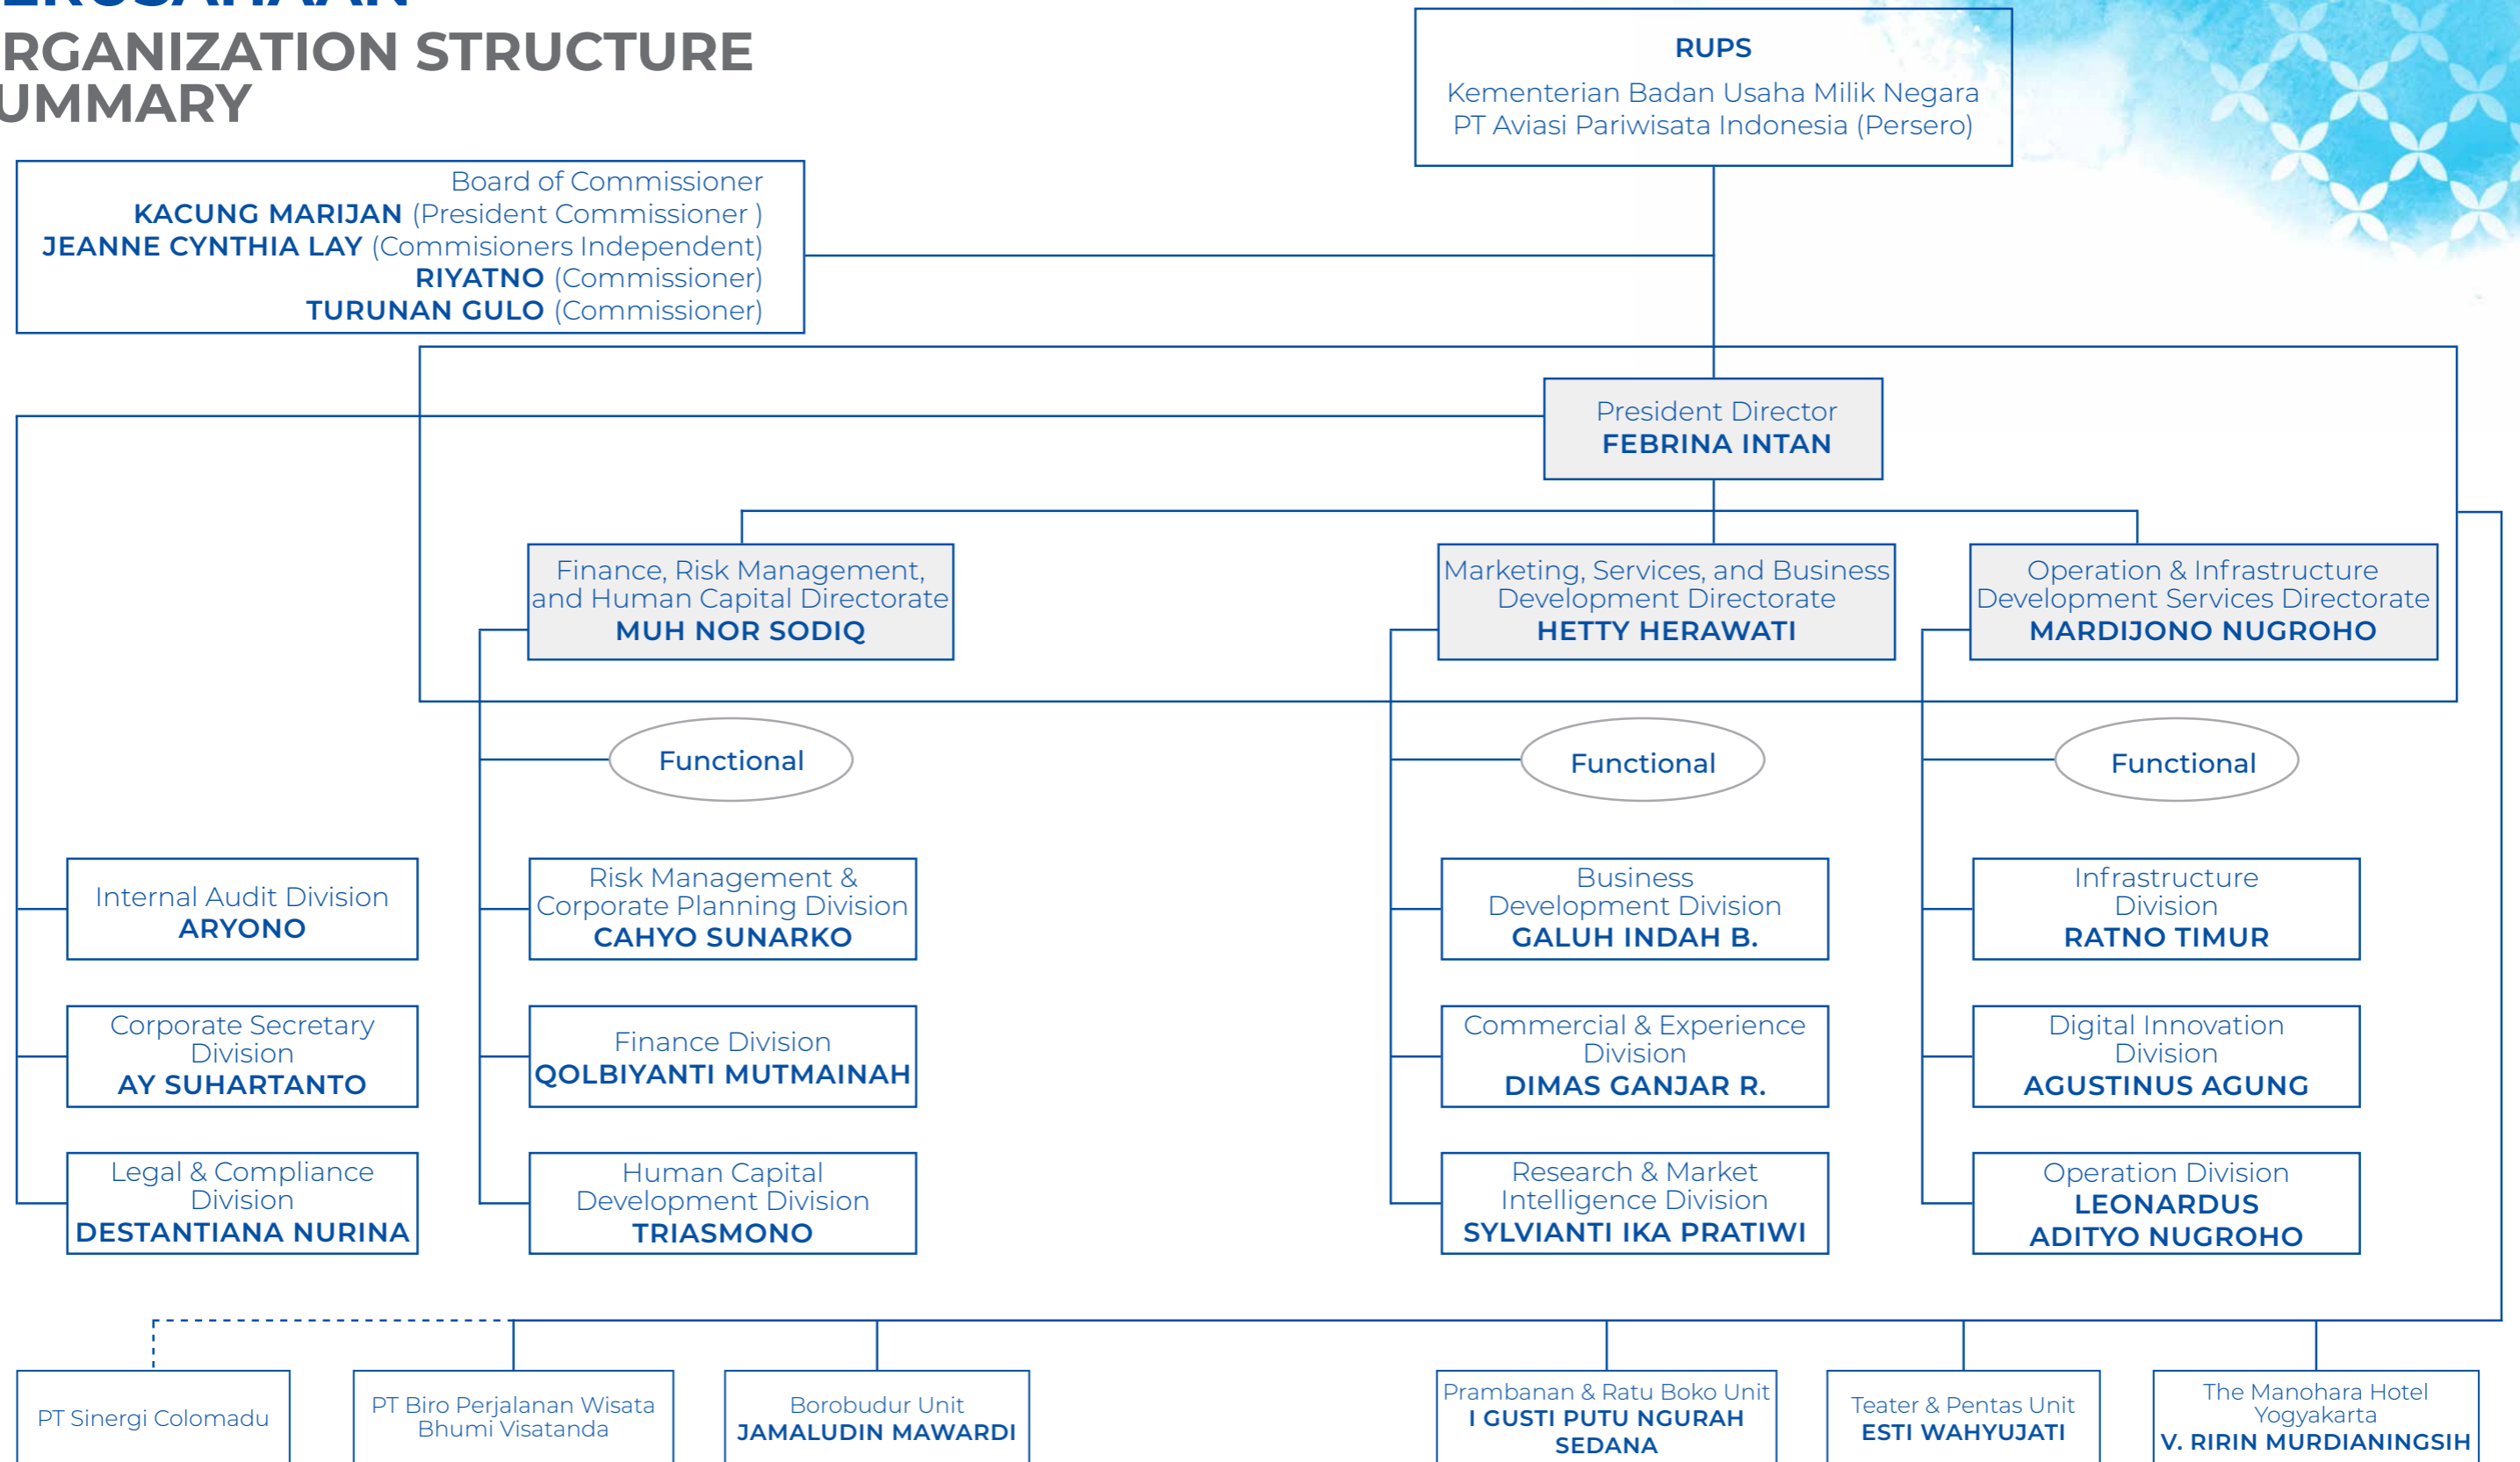 ORGANIZATION STRUCTURE
SUMMARY
RUPS
Kementerian Badan Usaha Milik Negara
PT Aviasi Pariwisata Indonesia (Persero)
Board of Commissioner
KACUNG MARIJAN (President Commissioner )
JEANNE CYNTHIA LAY (Commisioners Independent)
RIYATNO (Commissioner)
TURUNAN GULO (Commissioner)
President Director
FEBRINA INTAN
Finance, Risk Management,
and Human Capital Directorate
MUH NOR SODIQ
Marketing, Services, and Business
Development Directorate
HETTY HERAWATI
Operation & Infrastructure
Development Services Directorate
MARDIJONO NUGROHO
Functional
Functional
Functional
Internal Audit Division
ARYONO
Risk Management &
Corporate Planning Division
CAHYO SUNARKO
Business
Development Division
GALUH INDAH B.
Infrastructure
Division
RATNO TIMUR
Corporate Secretary
Division
AY SUHARTANTO
Finance Division
QOLBIYANTI MUTMAINAH
Commercial & Experience
Division
DIMAS GANJAR R.
Digital Innovation
Division
AGUSTINUS AGUNG
Legal & Compliance
Division
DESTANTIANA NURINA
Human Capital
Development Division
TRIASMONO
Research & Market
Intelligence Division
SYLVIANTI IKA PRATIWI
Operation Division
LEONARDUS
ADITYO NUGROHO
PT Sinergi Colomadu
PT Biro Perjalanan Wisata
Bhumi Visatanda
Borobudur Unit
JAMALUDIN MAWARDI
Prambanan & Ratu Boko Unit
I GUSTI PUTU NGURAH
SEDANA
Teater & Pentas Unit
ESTI WAHYUJATI
The Manohara Hotel
Yogyakarta
V. RIRIN MURDIANINGSIH